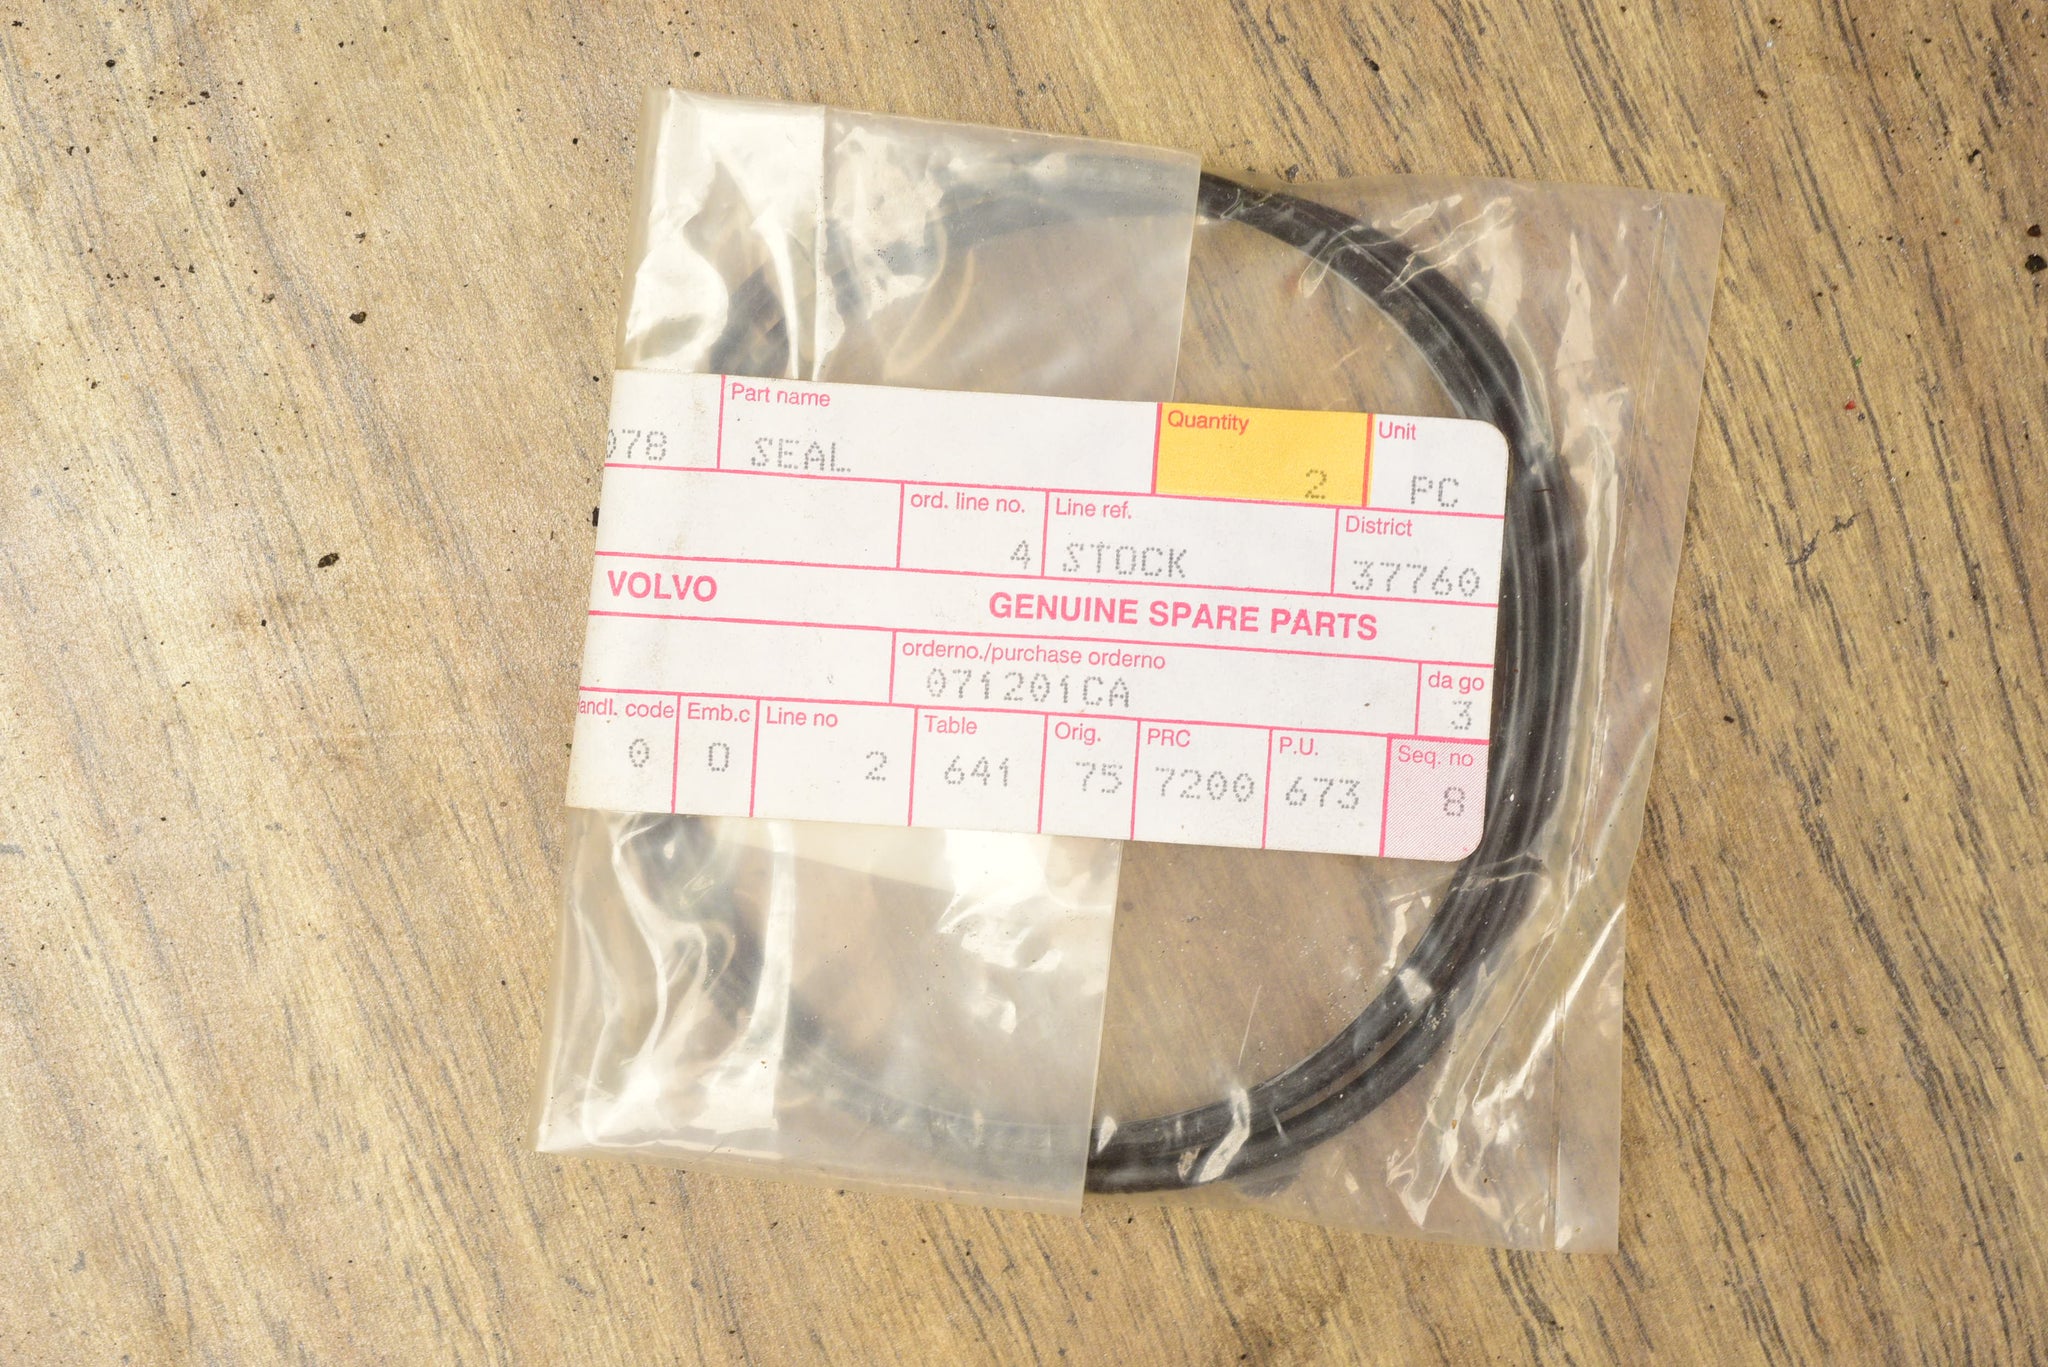 Part name Quantity Unit
078 SEAL 2 PC
ord. line no. Line ref. District
4 STOCK 37760
VOLVO GENUINE SPARE PARTS
orderno./purchase orderno da go
071201CA 3
andl. code Emb.c Line no Table Orig. PRC P.U. Seq. no
0 D 2 641 75 7200 673 8